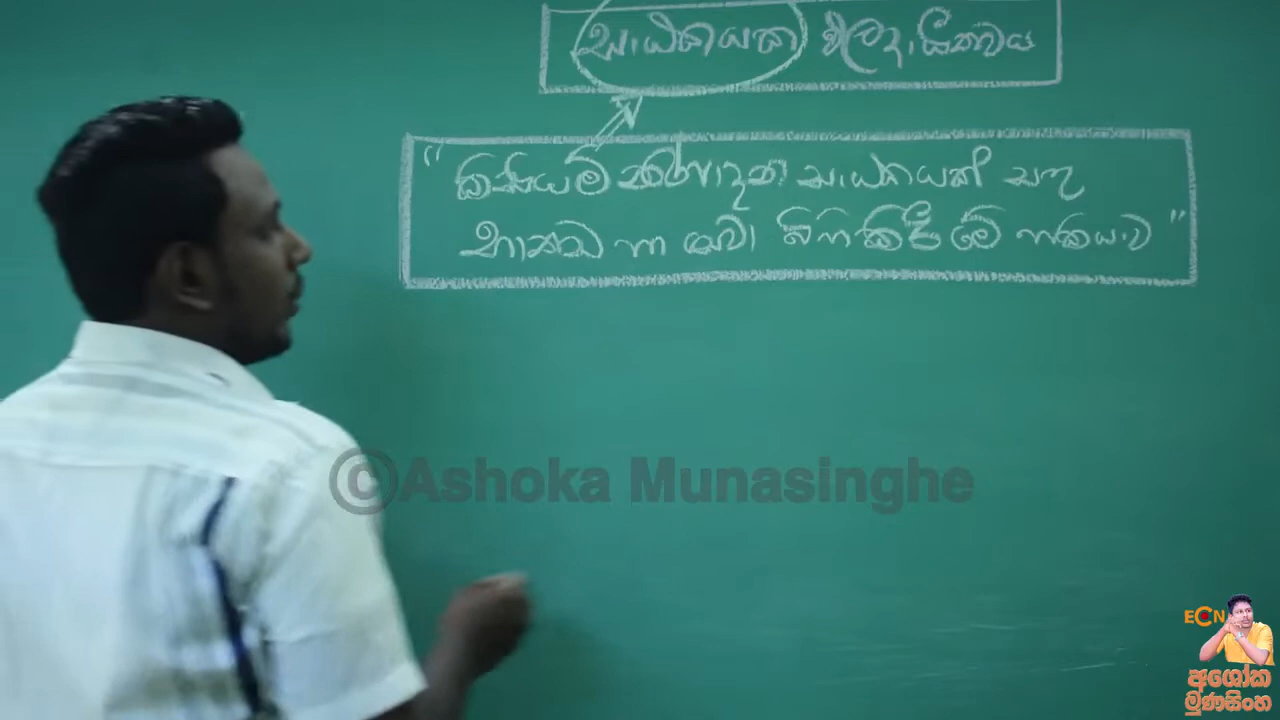 සාධකයක ඵලදායීතාවය
"කිසියම් නිෂ්පාදන සාධකයක් සතු
භාණ්ඩ හා සේවා බිහිකිරීමේ හැකියාව"
©Ashoka Munasinghe
ECN
අශෝක
මුණසිංහ